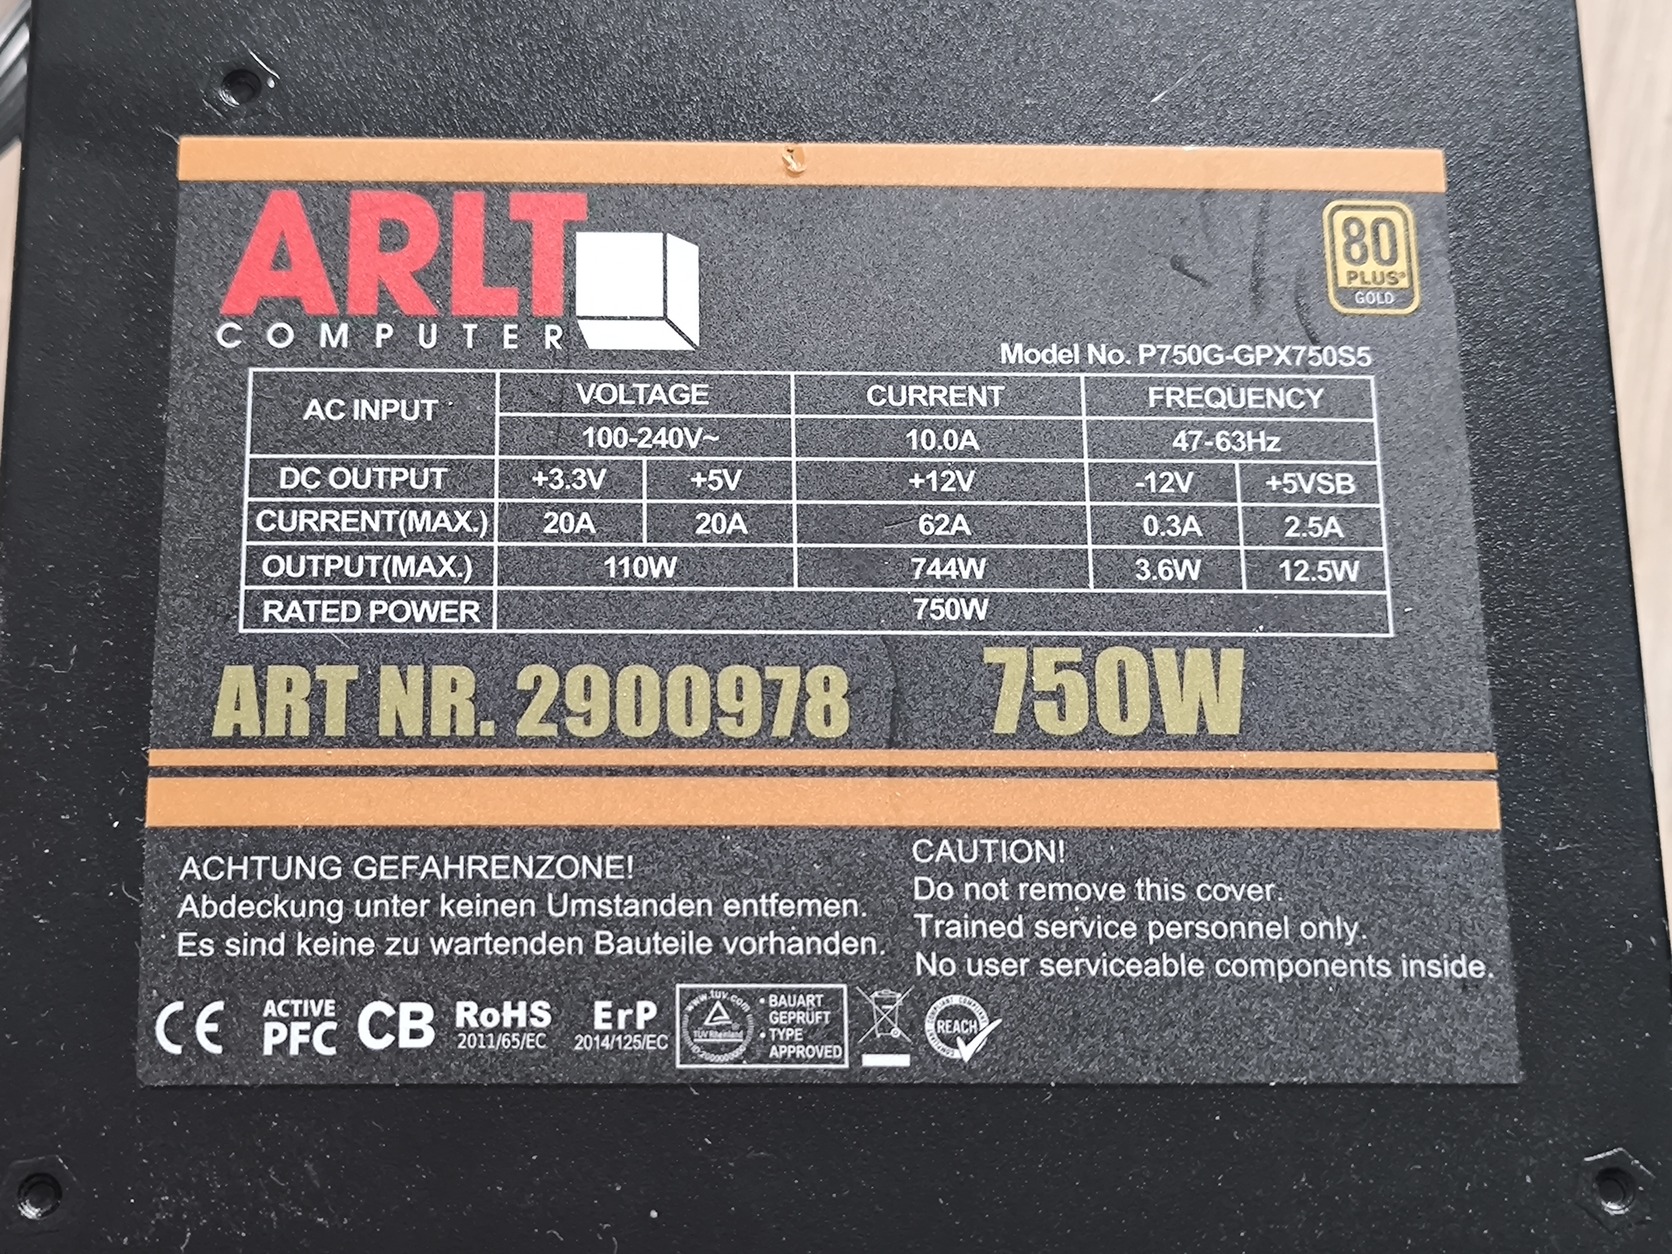 ARLT
COMPUTER
80
PLUS®
GOLD
Model No. P750G-GPX750S5
AC INPUT VOLTAGE CURRENT FREQUENCY
100-240V~ 10.0A 47-63Hz
DC OUTPUT +3.3V +5V +12V -12V +5VSB
CURRENT(MAX.) 20A 20A 62A 0.3A 2.5A
OUTPUT(MAX.) 110W 744W 3.6W 12.5W
RATED POWER 750W
ART NR. 2900978 750W
ACHTUNG GEFAHRENZONE!
Abdeckung unter keinen Umstanden entfemen.
Es sind keine zu wartenden Bauteile vorhanden.
CAUTION!
Do not remove this cover.
Trained service personnel only.
No user serviceable components inside.
CE
ACTIVE
PFC
CB
RoHS
2011/65/EC
ErP
2014/125/EC
www.tuv.com
TÜVRheinland
• BAUART
GEPRÜFT
• TYPE
APPROVED
REACH